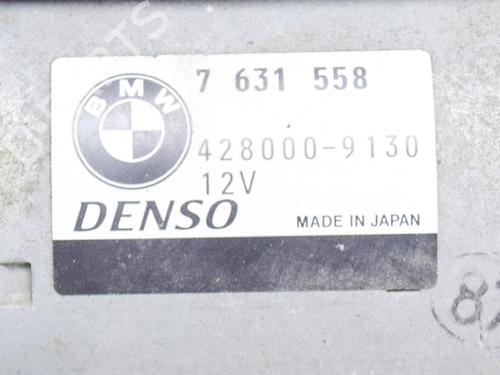 BMW
7 631 558
428000-9130
12V
DENSO
MADE IN JAPAN